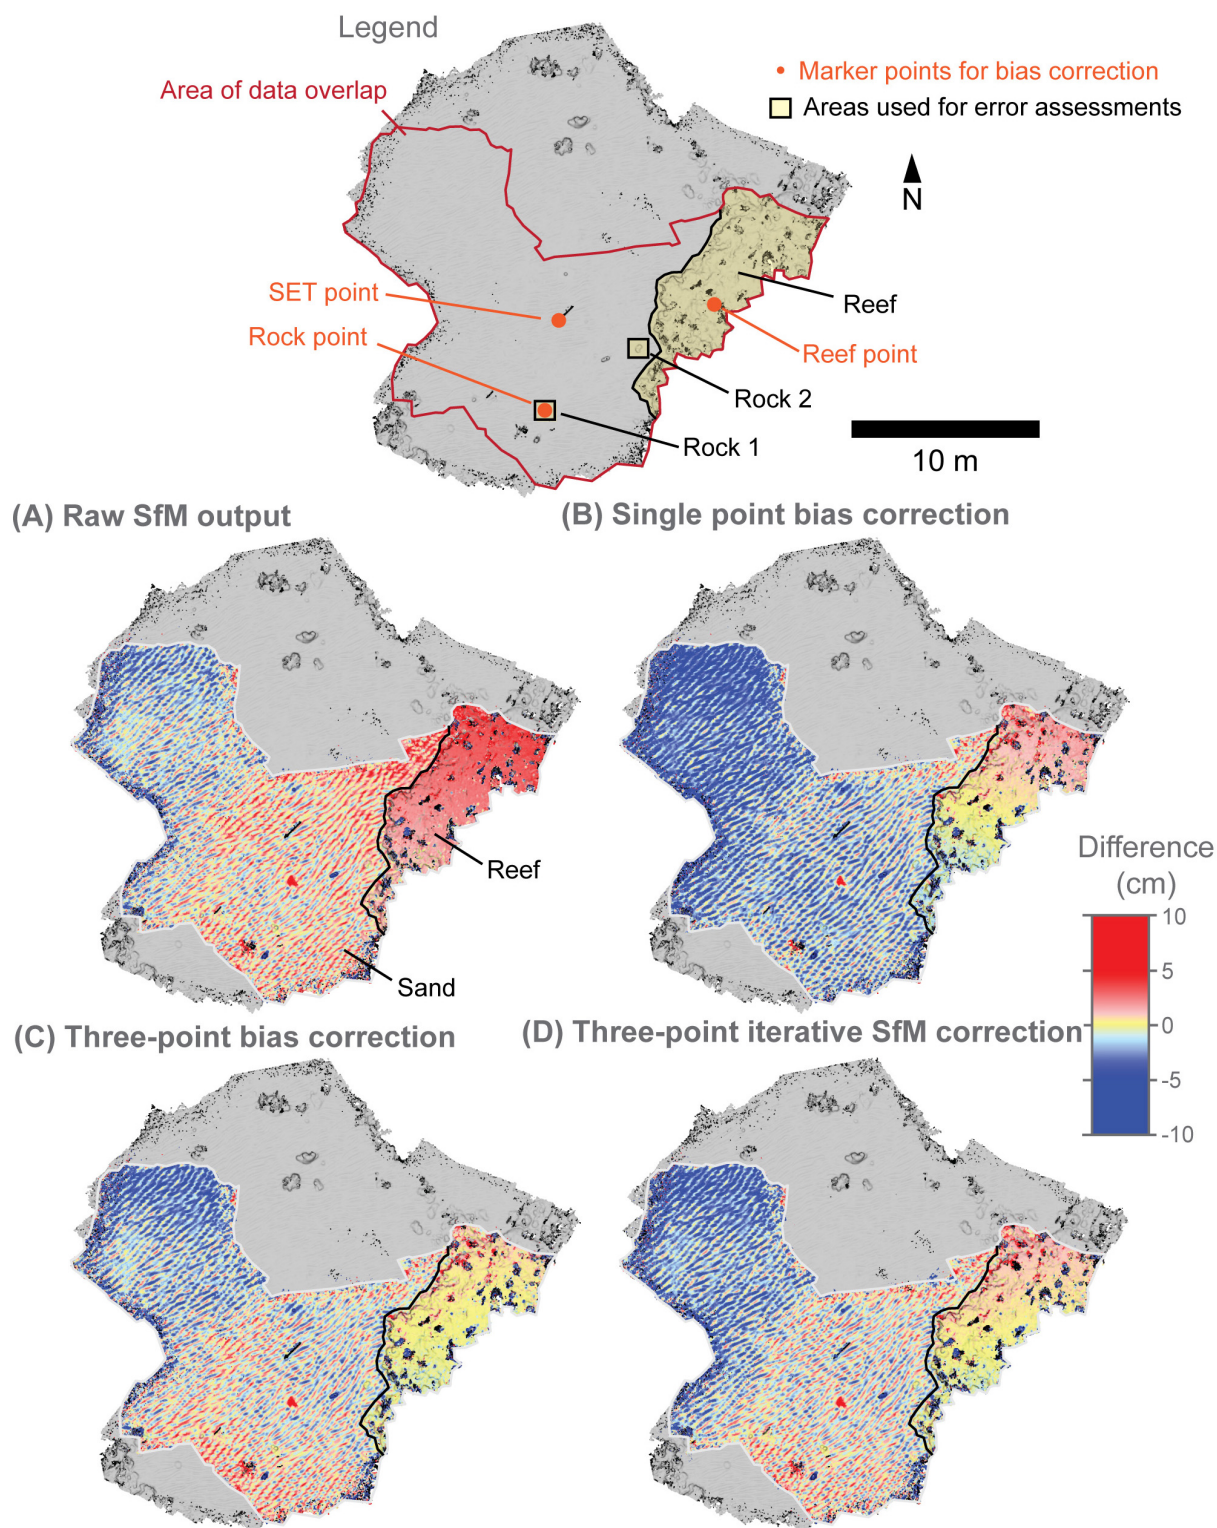 Legend
Area of data overlap
Marker points for bias correction
Areas used for error assessments
N
SET point
Rock point
Reef
Reef point
Rock 2
Rock 1
10 m
(A) Raw SfM output
(B) Single point bias correction
Reef
Sand
Difference
(cm)
10
5
0
-5
-10
(C) Three-point bias correction
(D) Three-point iterative SfM correction